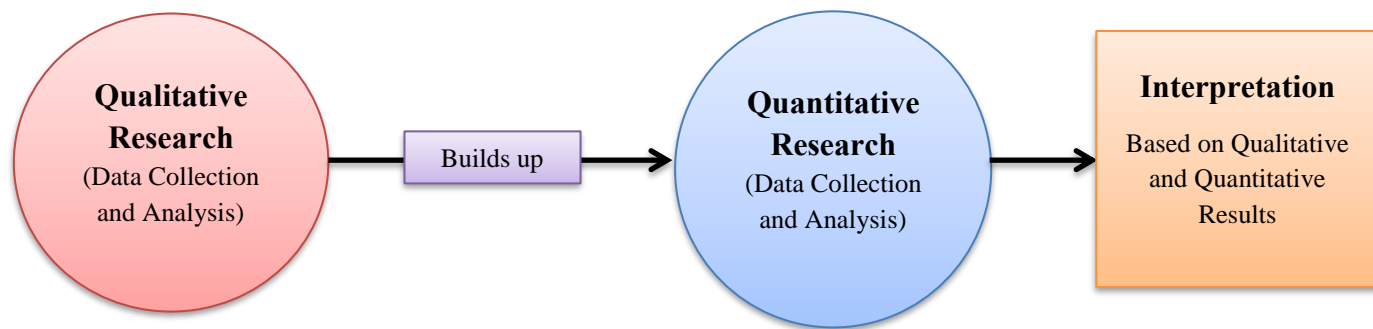 Qualitative
Research
(Data Collection
and Analysis)
Builds up
Quantitative
Research
(Data Collection
and Analysis)
Interpretation
Based on Qualitative
and Quantitative
Results